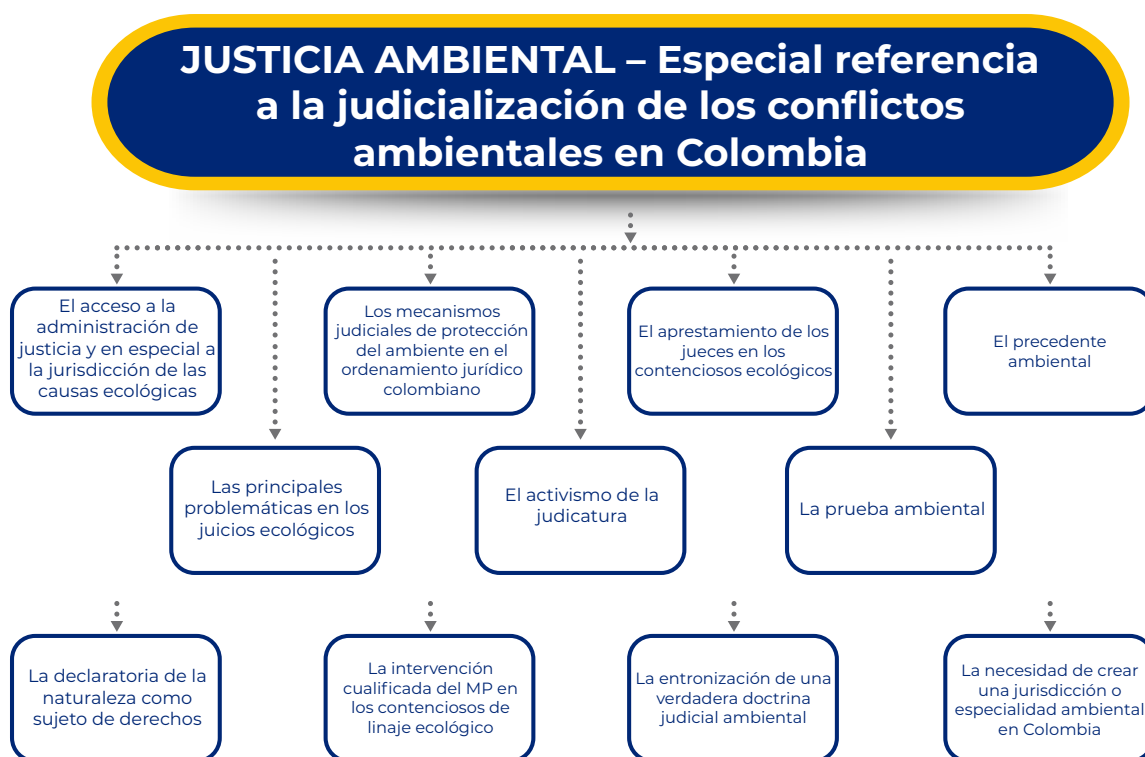 JUSTICIA AMBIENTAL – Especial referencia
a la judicialización de los conflictos
ambientales en Colombia
El acceso a la
administración de
justicia y en especial a
la jurisdicción de las
causas ecológicas
Los mecanismos
judiciales de protección
del ambiente en el
ordenamiento jurídico
colombiano
El aprestamiento de los
jueces en los
contenciosos ecológicos
El precedente
ambiental
Las principales
problemáticas en los
juicios ecológicos
El activismo de la
judicatura
La prueba ambiental
La declaratoria de la
naturaleza como
sujeto de derechos
La intervención
cualificada del MP en
los contenciosos de
linaje ecológico
La entronización de una
verdadera doctrina
judicial ambiental
La necesidad de crear
una jurisdicción o
especialidad ambiental
en Colombia